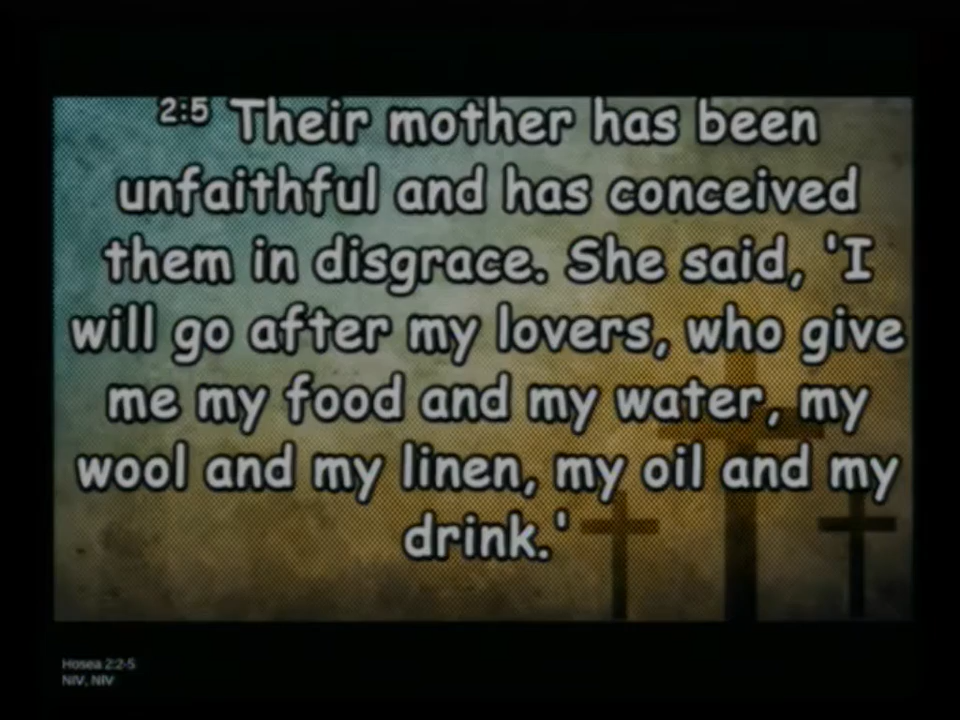 2:5 Their mother has been
unfaithful and has conceived
them in disgrace. She said, 'I
will go after my lovers, who give
me my food and my water, my
wool and my linen, my oil and my
drink.'
Hosea 2:2-5
NIV, NIV